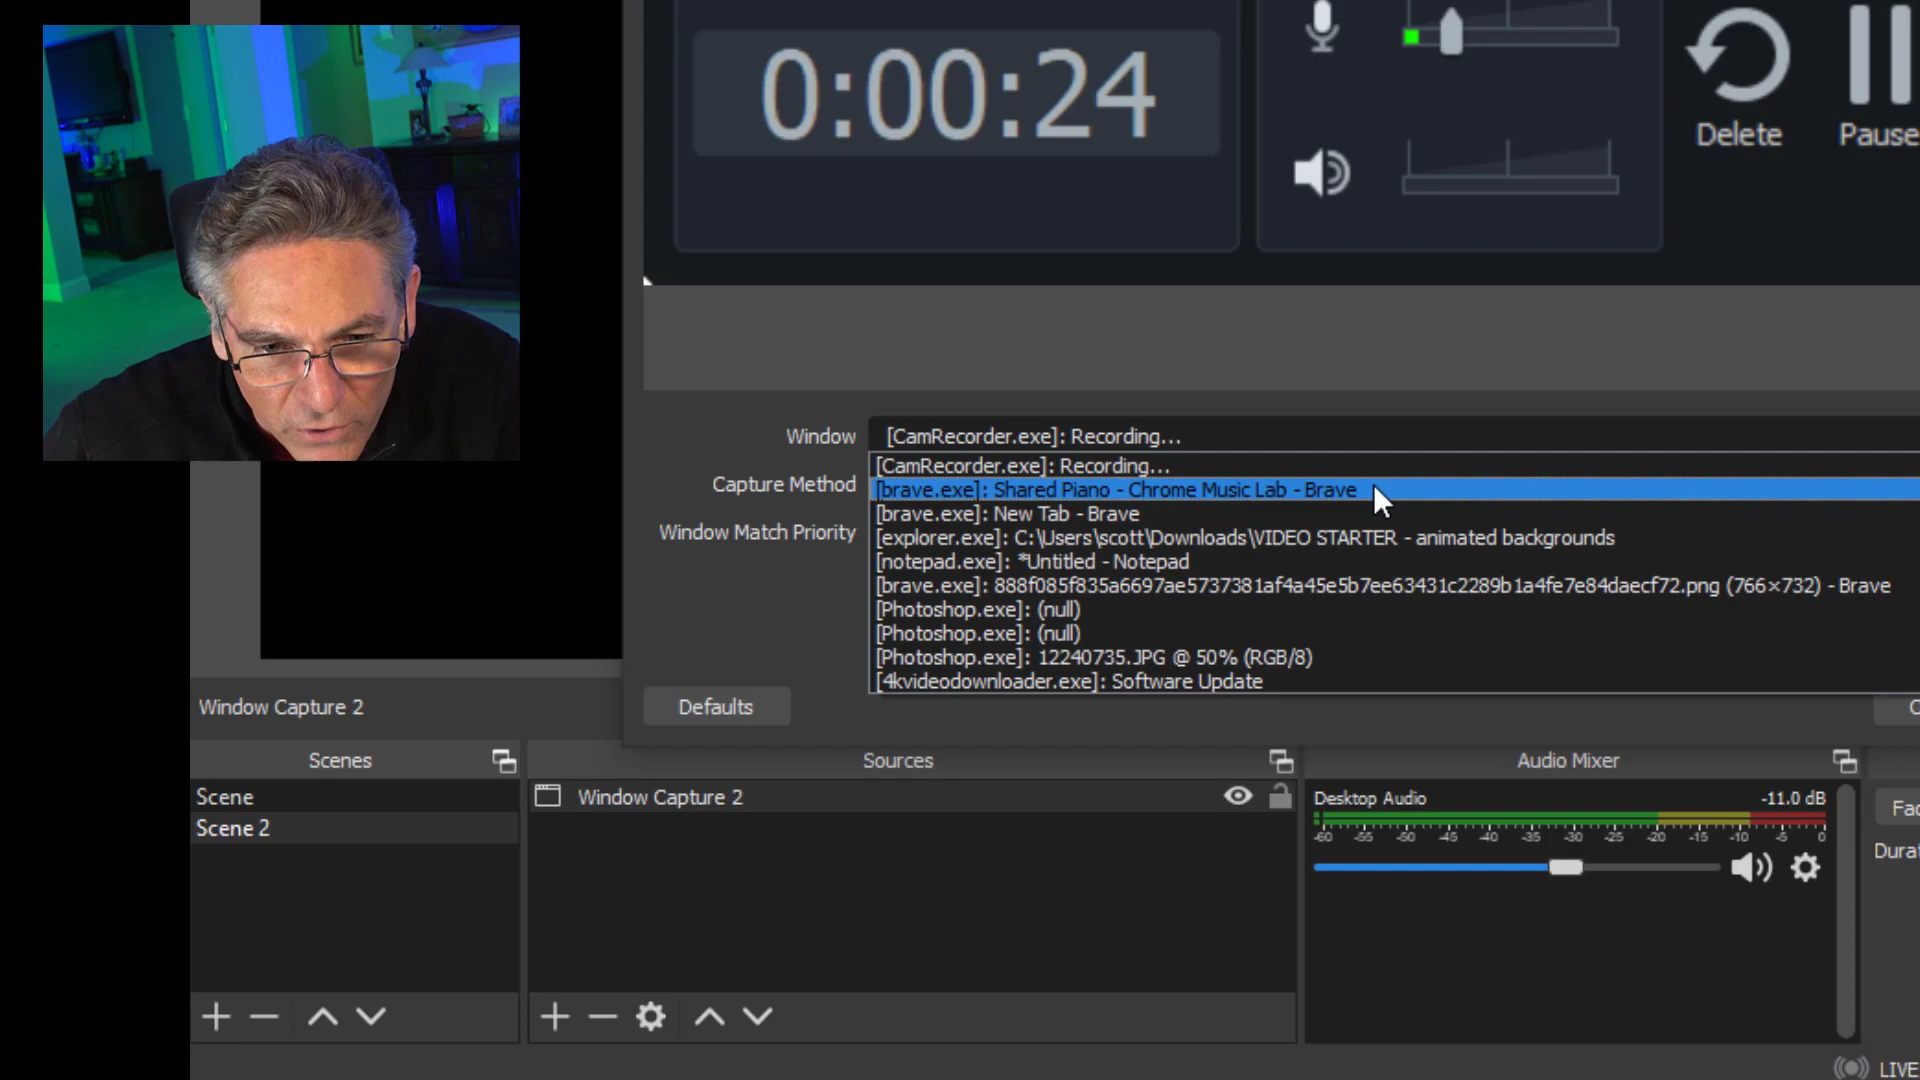 0:00:24
Delete
Pause
Window
[CamRecorder.exe]: Recording...
[CamRecorder.exe]: Recording...
Capture Method
[brave.exe]: Shared Piano - Chrome Music Lab - Brave
[brave.exe]: New Tab - Brave
Window Match Priority
[explorer.exe]: C:\Users\scott\Downloads\VIDEO STARTER - animated backgrounds
[notepad.exe]: *Untitled - Notepad
[brave.exe]: 888f085f835a6697ae5737381af4a45e5b7ee63431c2289b1a4fe7e84daecf72.png (766×732) - Brave
[Photoshop.exe]: (null)
[Photoshop.exe]: (null)
[Photoshop.exe]: 12240735.JPG @ 50% (RGB/8)
[4kvideodownloader.exe]: Software Update
Window Capture 2
Defaults
Scenes
Sources
Audio Mixer
Scene
Scene 2
Window Capture 2
Desktop Audio
-11.0 dB
-60 -55 -50 -45 -40 -35 -30 -25 -20 -15 -10 -5 0
LIVE